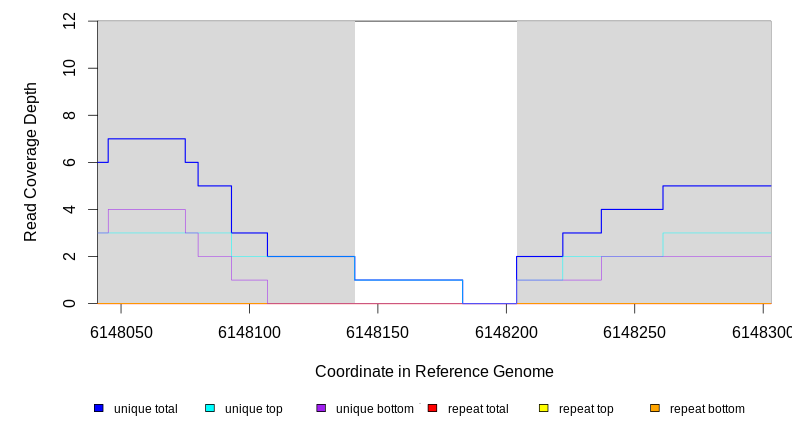 12
10
8
6
4
2
0
Read Coverage Depth
6148050 6148100 6148150 6148200 6148250 6148300
Coordinate in Reference Genome
unique total unique top unique bottom repeat total repeat top repeat bottom